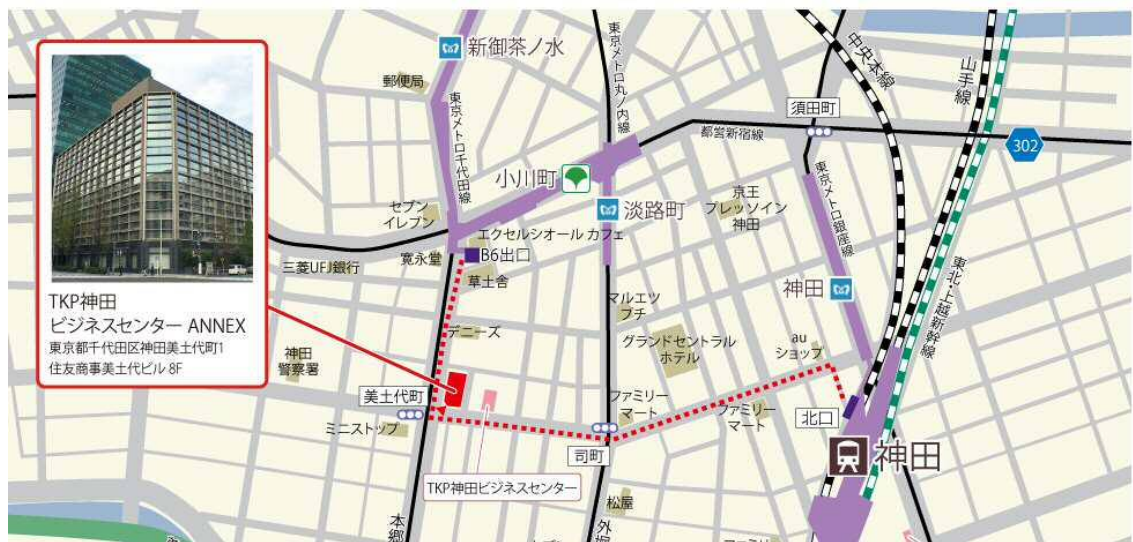 新御茶ノ水
郵便局
東京メトロ千代田線
東京メトロ丸ノ内線
中央本線
山手線
須田町
都営新宿線
302
小川町
淡路町
京王
プレッソイン
神田
東京メトロ銀座線
セブン
イレブン
エクセルシオール カフェ
三菱UFJ銀行
寛永堂
B6出口
草土舎
神田
東北・上越新幹線
マルエツ
プチ
グランドセントラル
ホテル
au
ショップ
デニーズ
神田
警察署
TKP神田
ビジネスセンター ANNEX
東京都千代田区神田美土代町1
住友商事美土代ビル 8F
美土代町
ミニストップ
ファミリー
マート
ファミリー
マート
北口
司町
神田
TKP神田ビジネスセンター
松屋
本郷
外堀